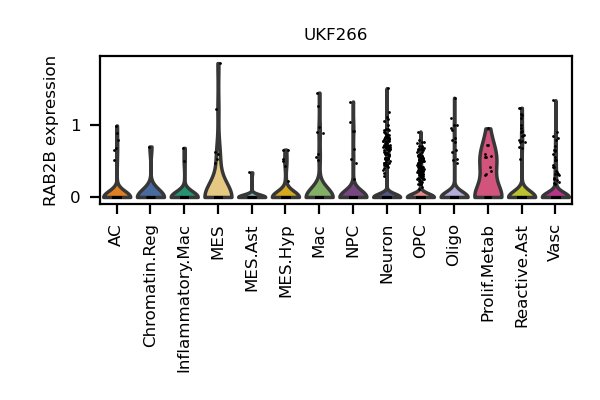 UKF266
RAB2B expression
1
0
AC
Chromatin.Reg
Inflammatory.Mac
MES
MES.Ast
MES.Hyp
Mac
NPC
Neuron
OPC
Oligo
Prolif.Metab
Reactive.Ast
Vasc